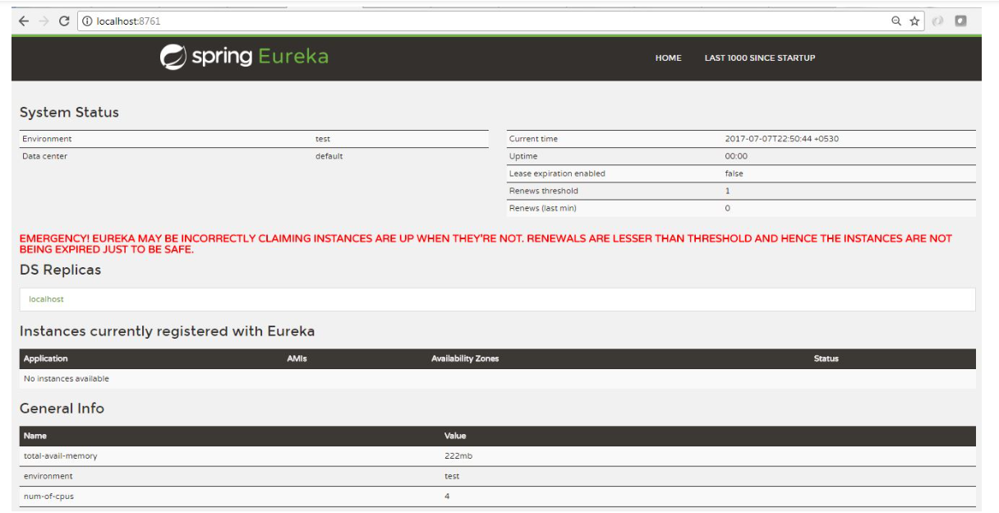 localhost:8761
spring Eureka
HOME LAST 1000 SINCE STARTUP
System Status
Environment test
Data center default
Current time 2017-07-07T22:50:44 +0530
Uptime 00:00
Lease expiration enabled false
Renews threshold 1
Renews (last min) 0
EMERGENCY! EUREKA MAY BE INCORRECTLY CLAIMING INSTANCES ARE UP WHEN THEY'RE NOT. RENEWALS ARE LESSER THAN THRESHOLD AND HENCE THE INSTANCES ARE NOT
BEING EXPIRED JUST TO BE SAFE.
DS Replicas
localhost
Instances currently registered with Eureka
Application AMIs Availability Zones Status
No instances available
General Info
Name Value
total-avail-memory 222mb
environment test
num-of-cpus 4